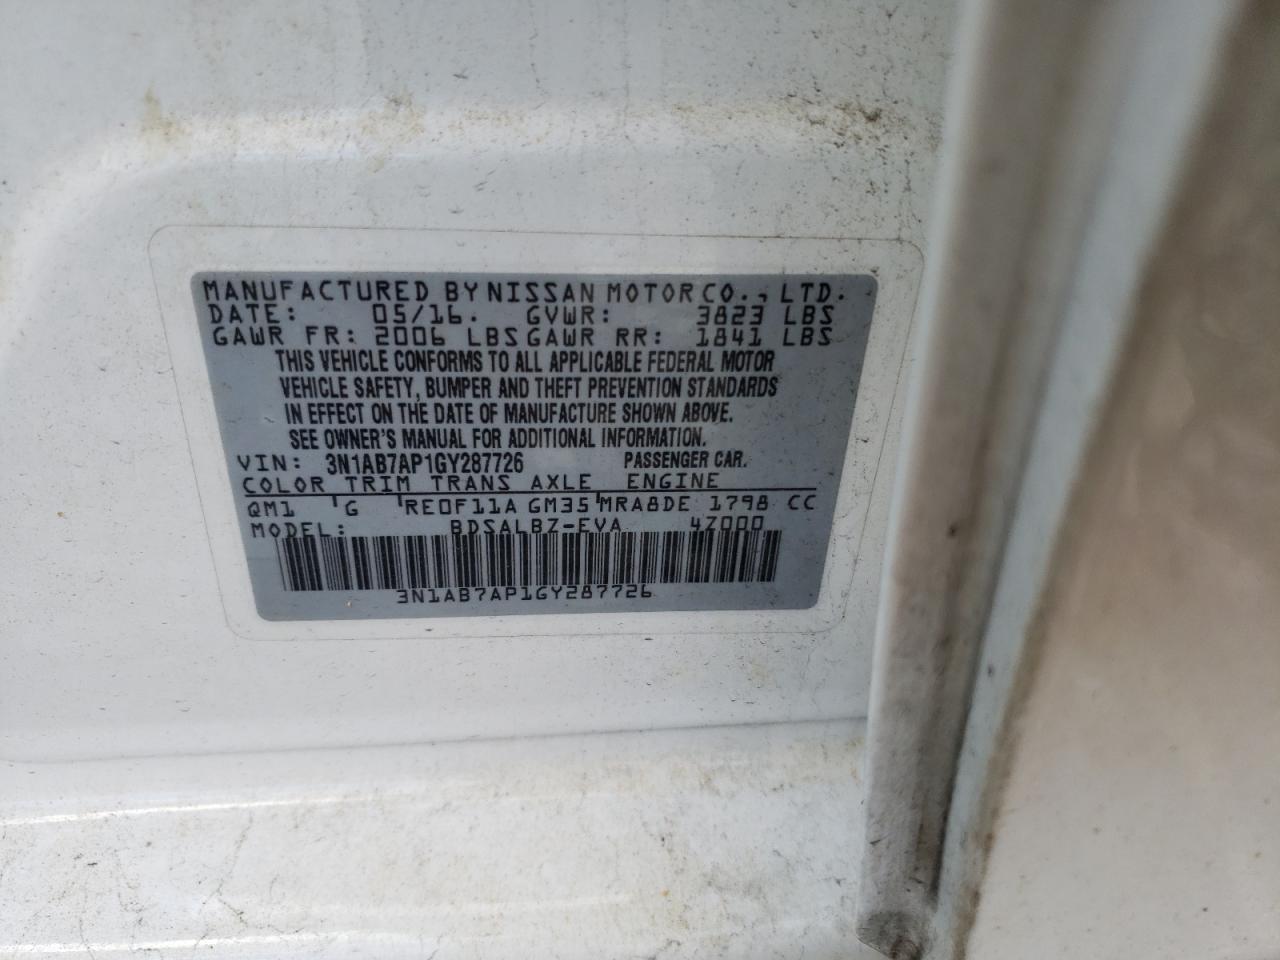 MANUFACTURED BY NISSAN MOTOR CO., LTD.
DATE: 05/16. GVWR: 3823 LBS
GAWR FR: 2006 LBS GAWR RR: 1841 LBS
THIS VEHICLE CONFORMS TO ALL APPLICABLE FEDERAL MOTOR
VEHICLE SAFETY, BUMPER AND THEFT PREVENTION STANDARDS
IN EFFECT ON THE DATE OF MANUFACTURE SHOWN ABOVE.
SEE OWNER'S MANUAL FOR ADDITIONAL INFORMATION.
VIN: 3N1AB7AP1GY287726 PASSENGER CAR.
COLOR TRIM TRANS AXLE ENGINE
QM1 G RE0F11A GM35 MRA8DE 1798 CC
MODEL: BDSALBZ-EVA 4Z000
3N1AB7AP1GY287726